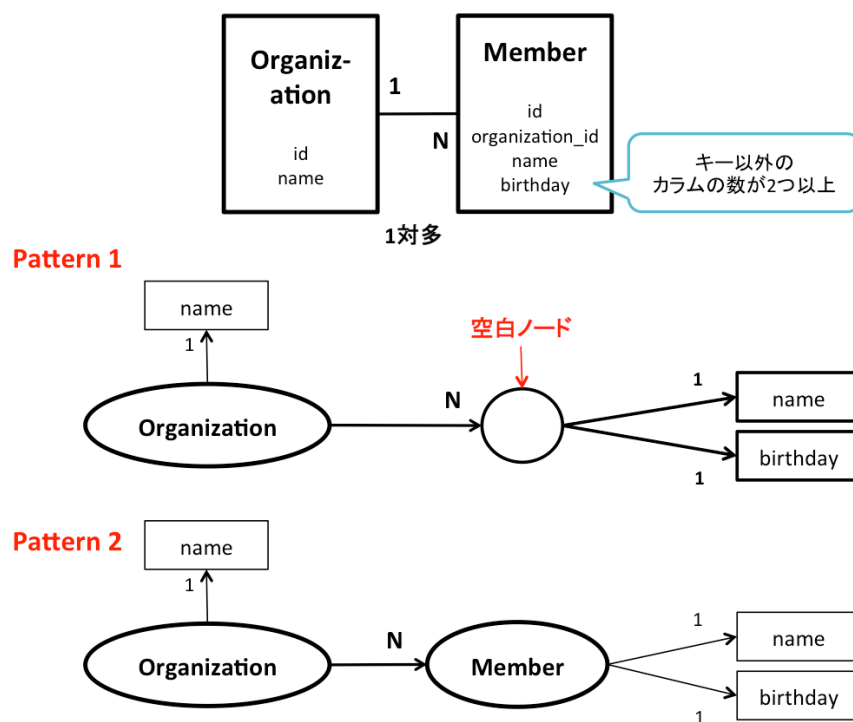 Organiz-
ation
id
name
1
N
Member
id
organization_id
name
birthday
キー以外の
カラムの数が2つ以上
1対多
Pattern 1
name
1
Organization
N
空白ノード
1
name
1
birthday
Pattern 2
name
1
Organization
N
Member
1
name
1
birthday